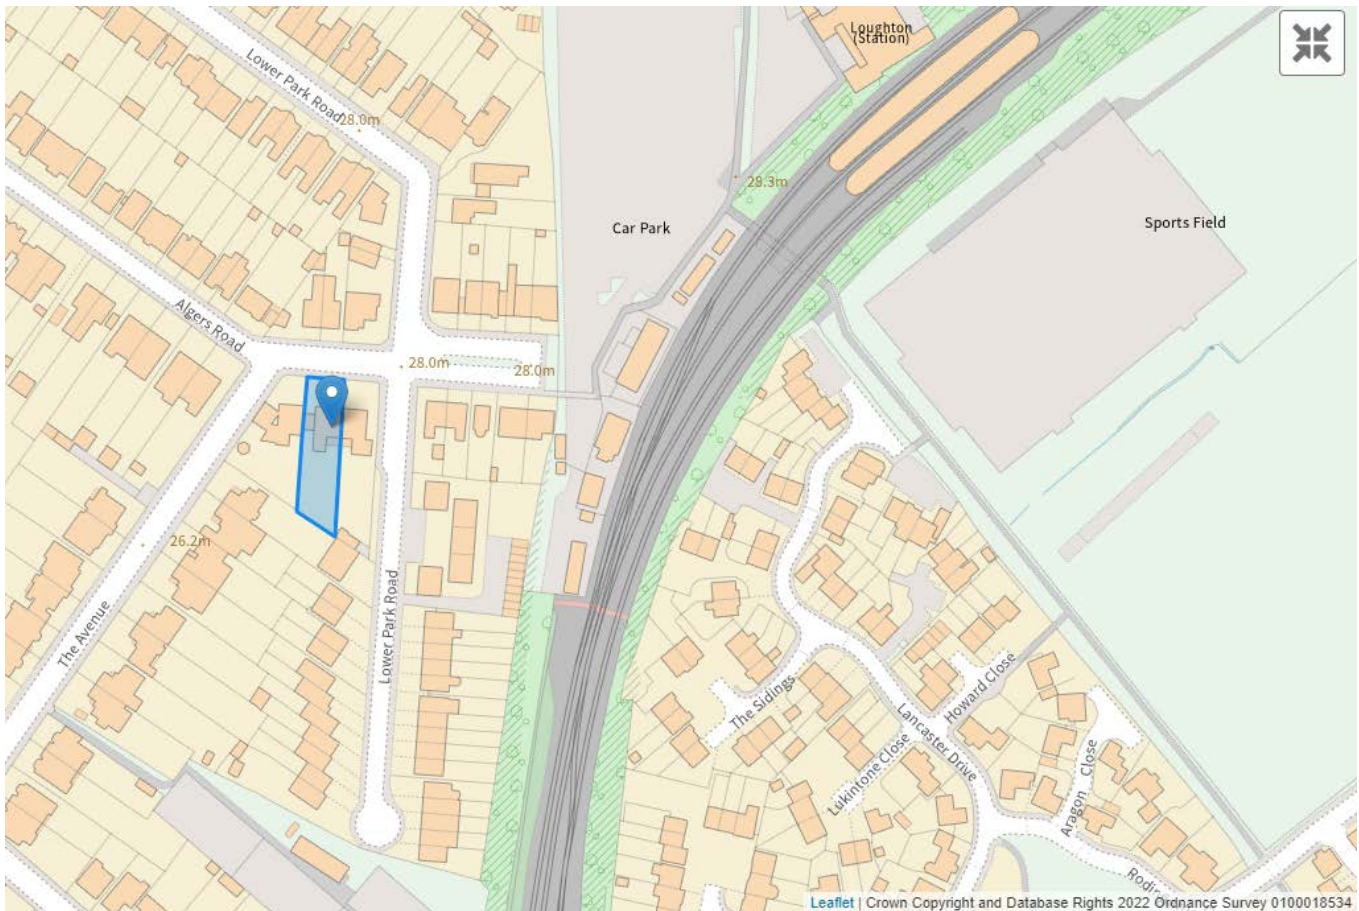 Loughton
(Station)
Lower Park Road
28.0m
28.3m
Car Park
Sports Field
Algers Road
28.0m
28.0m
26.2m
The Avenue
Lower Park Road
The Sidings
Howard Close
Lancaster Drive
Lukintone Close
Aragon Close
Leaflet | Crown Copyright and Database Rights 2022 Ordnance Survey 0100018534